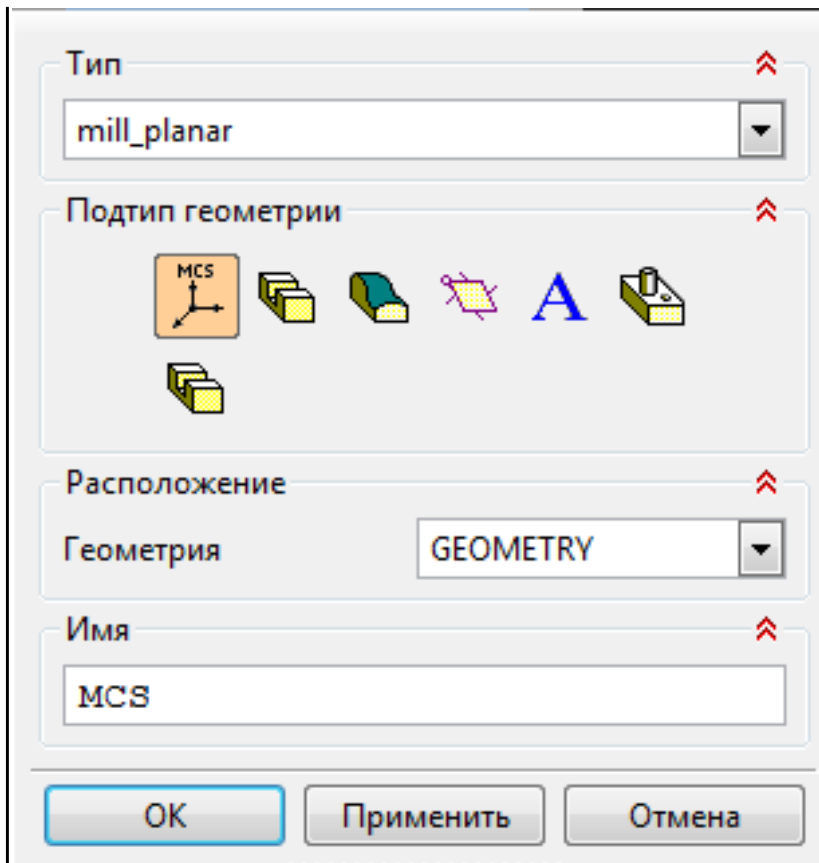 Тип
mill_planar
Подтип геометрии
MCS
A
Расположение
Геометрия GEOMETRY
Имя
MCS
OK Применить Отмена